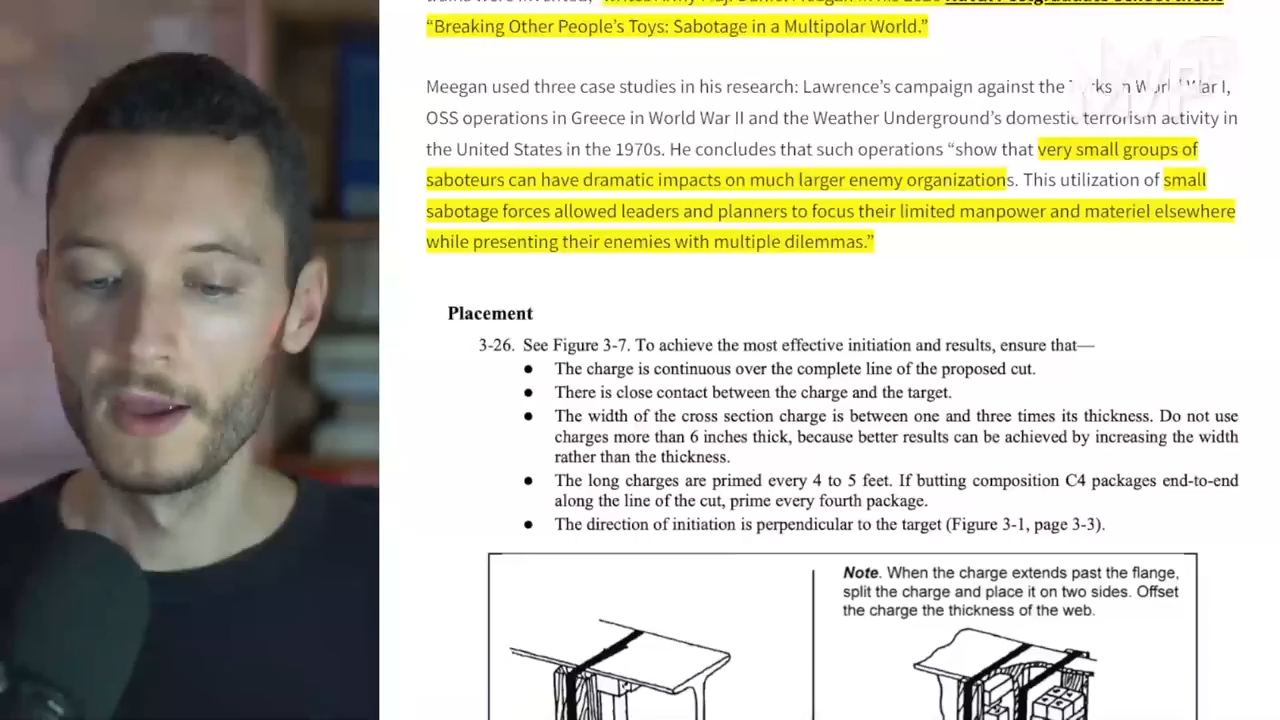 “Breaking Other People’s Toys: Sabotage in a Multipolar World.”
Meegan used three case studies in his research: Lawrence’s campaign against the in World War I,
OSS operations in Greece in World War II and the Weather Underground’s domestic terrorism activity in
the United States in the 1970s. He concludes that such operations “show that very small groups of
saboteurs can have dramatic impacts on much larger enemy organizations. This utilization of small
sabotage forces allowed leaders and planners to focus their limited manpower and materiel elsewhere
while presenting their enemies with multiple dilemmas.”
Placement
3-26. See Figure 3-7. To achieve the most effective initiation and results, ensure that—
● The charge is continuous over the complete line of the proposed cut.
● There is close contact between the charge and the target.
● The width of the cross section charge is between one and three times its thickness. Do not use
charges more than 6 inches thick, because better results can be achieved by increasing the width
rather than the thickness.
● The long charges are primed every 4 to 5 feet. If butting composition C4 packages end-to-end
along the line of the cut, prime every fourth package.
● The direction of initiation is perpendicular to the target (Figure 3-1, page 3-3).
Note. When the charge extends past the flange,
split the charge and place it on two sides. Offset
the charge the thickness of the web.